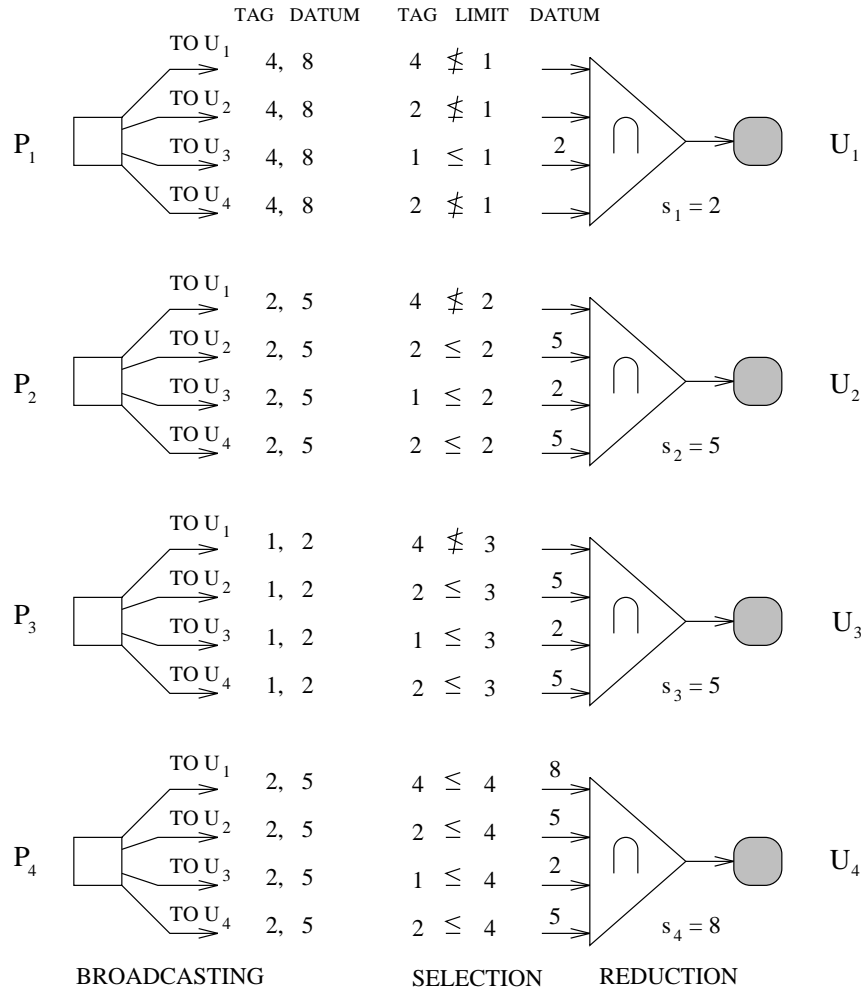 TAG DATUM TAG LIMIT DATUM
TO U₁ 4, 8 4 ≰ 1
TO U₂ 4, 8 2 ≰ 1
P₁ TO U₃ 4, 8 1 ≤ 1 2 ∩ U₁
TO U₄ 4, 8 2 ≰ 1 s₁ = 2
TO U₁ 2, 5 4 ≰ 2
TO U₂ 2, 5 2 ≤ 2 5
P₂ TO U₃ 2, 5 1 ≤ 2 2 ∩ U₂
TO U₄ 2, 5 2 ≤ 2 5 s₂ = 5
TO U₁ 1, 2 4 ≰ 3
TO U₂ 1, 2 2 ≤ 3 5
P₃ TO U₃ 1, 2 1 ≤ 3 2 ∩ U₃
TO U₄ 1, 2 2 ≤ 3 5 s₃ = 5
TO U₁ 2, 5 4 ≤ 4 8
TO U₂ 2, 5 2 ≤ 4 5
P₄ TO U₃ 2, 5 1 ≤ 4 2 ∩ U₄
TO U₄ 2, 5 2 ≤ 4 5 s₄ = 8
BROADCASTING SELECTION REDUCTION